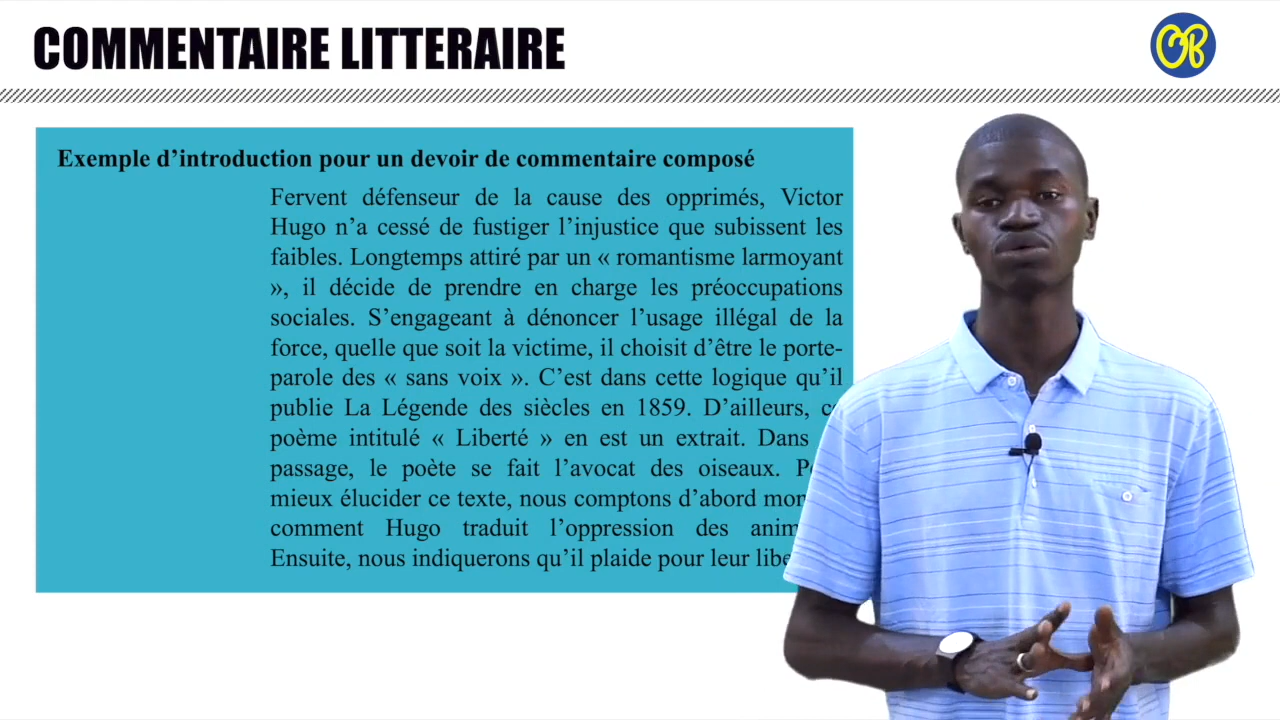 COMMENTAIRE LITTERAIRE
Exemple d’introduction pour un devoir de commentaire composé
Fervent défenseur de la cause des opprimés, Victor
Hugo n’a cessé de fustiger l’injustice que subissent les
faibles. Longtemps attiré par un « romantisme larmoyant
», il décide de prendre en charge les préoccupations
sociales. S’engageant à dénoncer l’usage illégal de la
force, quelle que soit la victime, il choisit d’être le porte-
parole des « sans voix ». C’est dans cette logique qu’il
publie La Légende des siècles en 1859. D’ailleurs,
poème intitulé « Liberté » en est un extrait. Dans
passage, le poète se fait l’avocat des oiseaux.
mieux élucider ce texte, nous comptons d’abord
comment Hugo traduit l’oppression des
Ensuite, nous indiquerons qu’il plaide pour leur